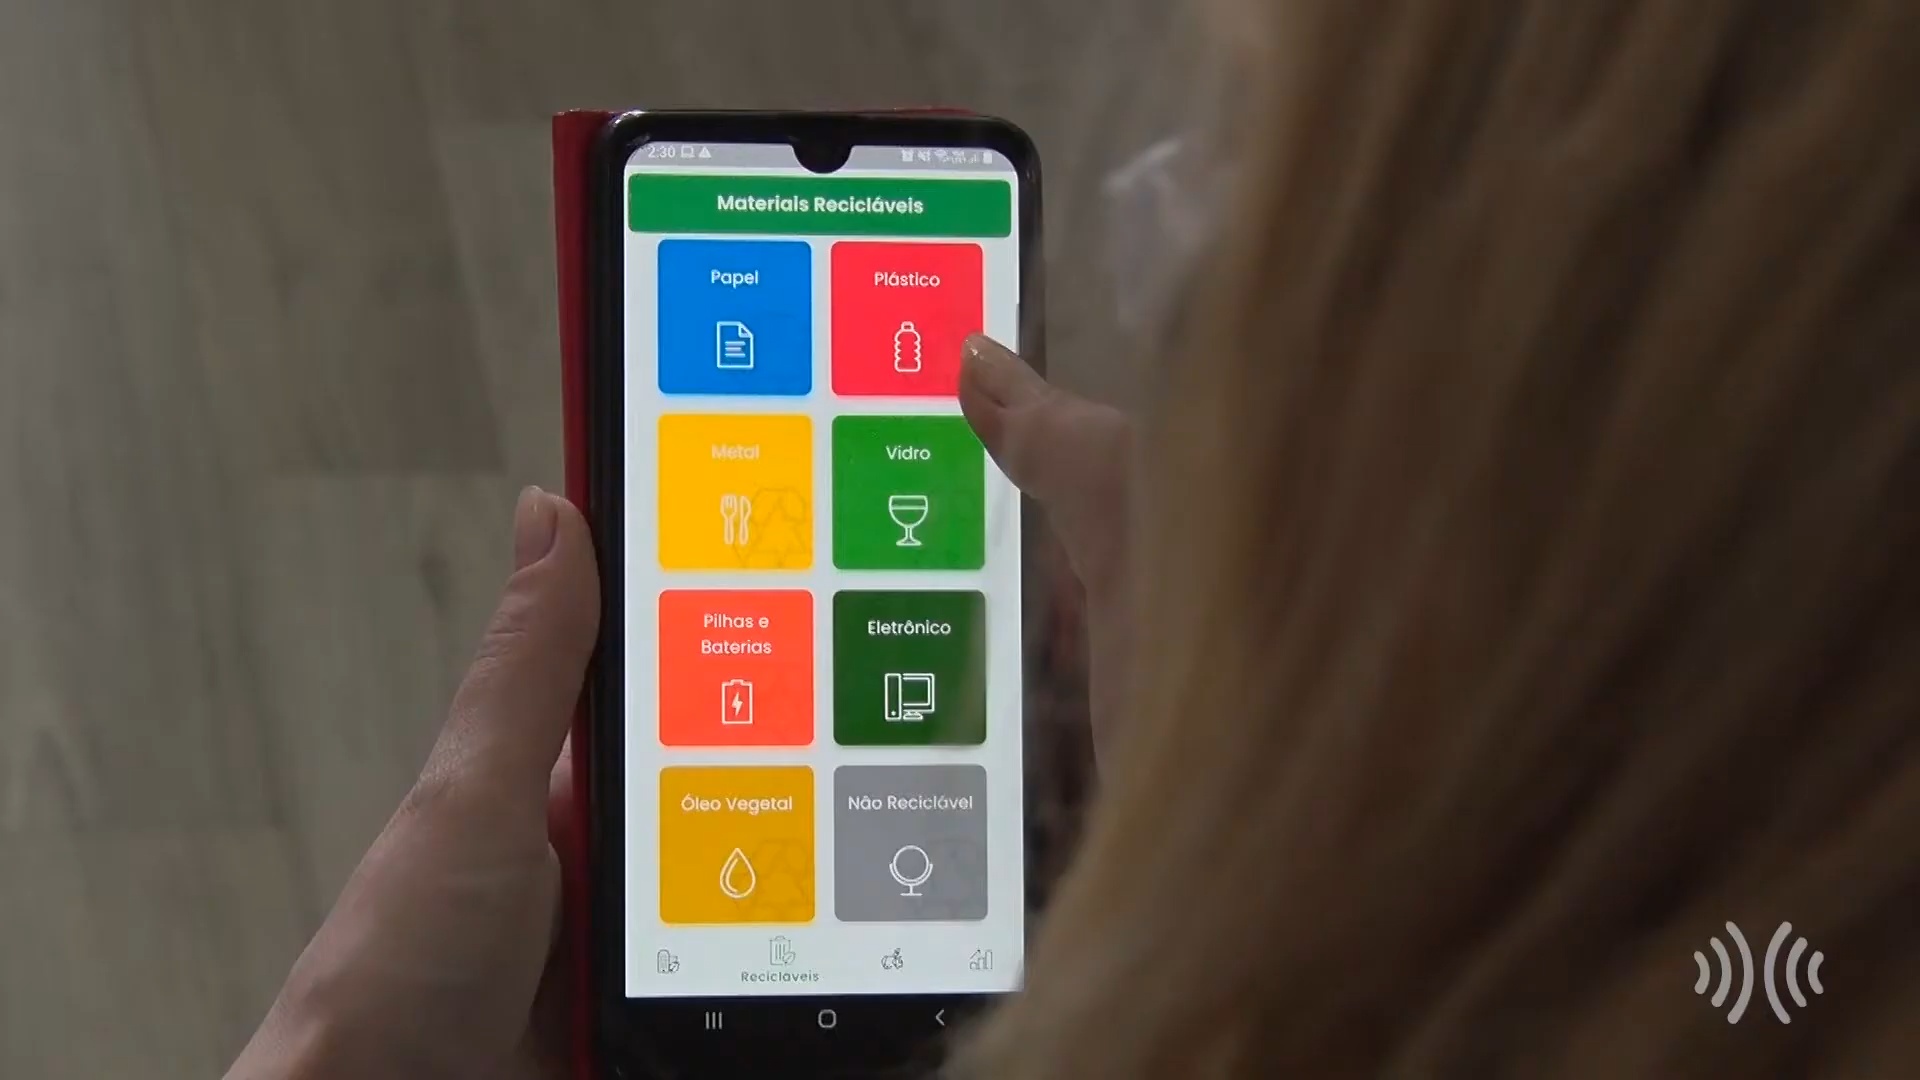 2:30
Materiais Recicláveis
Papel
Plástico
Metal
Vidro
Pilhas e
Baterias
Eletrônico
Óleo Vegetal
Não Reciclável
Recicláveis